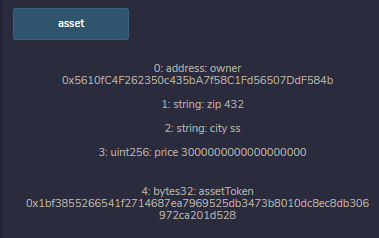 asset
0: address: owner
0x5610fC4F262350c435bA7f58C1Fd56507DdF584b
1: string: zip 432
2: string: city ss
3: uint256: price 3000000000000000000
4: bytes32: assetToken
0x1bf3855266541f2714687ea7969525db3473b8010dc8ec8db306
972ca201d528